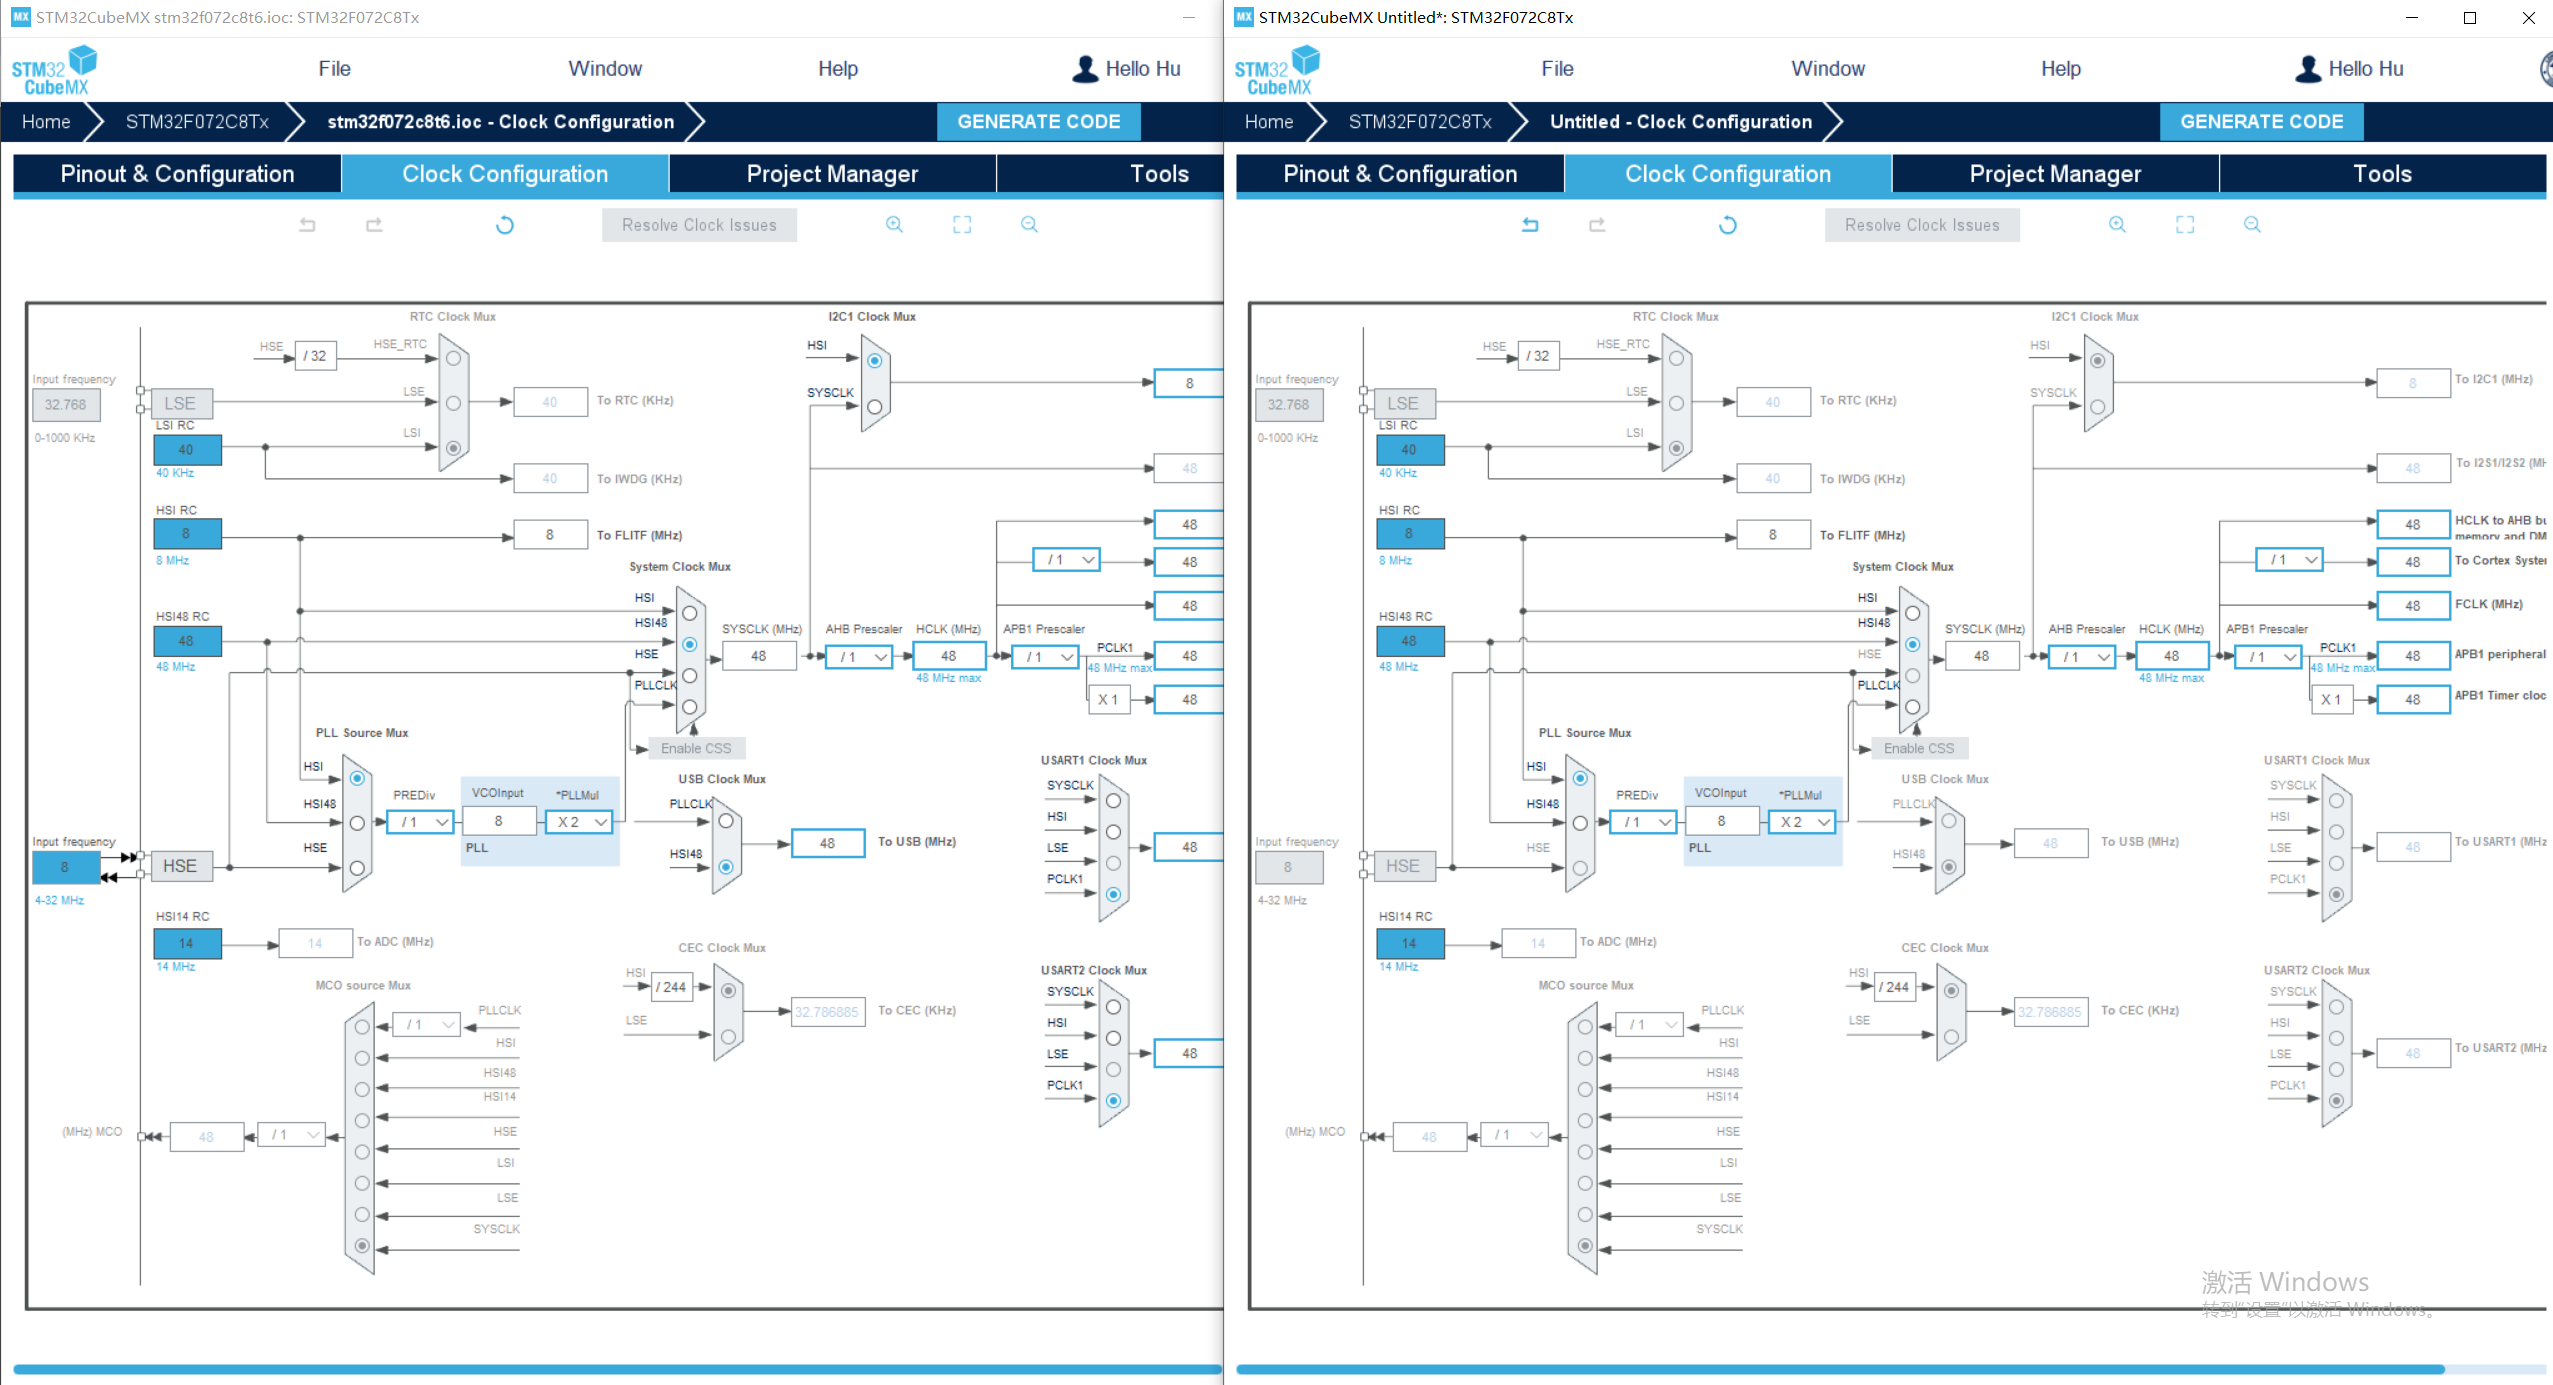 STM32CubeMX stm32f072c8t6.ioc: STM32F072C8Tx
STM32
CubeMX
File
Window
Help
Hello Hu
Home
STM32F072C8Tx
stm32f072c8t6.ioc - Clock Configuration
GENERATE CODE
Pinout & Configuration
Clock Configuration
Project Manager
Tools
Resolve Clock Issues
RTC Clock Mux
I2C1 Clock Mux
HSE
/ 32
HSE_RTC
HSI
Input frequency
32.768
0-1000 KHz
LSE
LSE
SYSCLK
8
40
To RTC (KHz)
LSI RC
40
40 KHz
LSI
48
40
To IWDG (KHz)
HSI RC
8
8 MHz
8
To FLITF (MHz)
48
/ 1
48
System Clock Mux
HSI
48
HSI48 RC
48
48 MHz
HSI48
HSE
PLLCLK
SYSCLK (MHz)
48
AHB Prescaler
/ 1
HCLK (MHz)
48
48 MHz max
APB1 Prescaler
/ 1
PCLK1
48 MHz max
48
X 1
48
PLL Source Mux
Enable CSS
HSI
HSI48
HSE
PREDiv
/ 1
VCOInput
8
*PLLMul
X 2
PLL
USB Clock Mux
PLLCLK
HSI48
48
To USB (MHz)
USART1 Clock Mux
SYSCLK
HSI
LSE
PCLK1
48
Input frequency
8
4-32 MHz
HSE
HSI14 RC
14
14 MHz
14
To ADC (MHz)
CEC Clock Mux
HSI
/ 244
LSE
32.786885
To CEC (KHz)
USART2 Clock Mux
SYSCLK
HSI
LSE
PCLK1
48
MCO source Mux
/ 1
PLLCLK
HSI
HSI48
HSI14
HSE
LSI
LSE
SYSCLK
(MHz) MCO
48
/ 1
STM32CubeMX Untitled*: STM32F072C8Tx
STM32
CubeMX
File
Window
Help
Hello Hu
Home
STM32F072C8Tx
Untitled - Clock Configuration
GENERATE CODE
Pinout & Configuration
Clock Configuration
Project Manager
Tools
Resolve Clock Issues
RTC Clock Mux
I2C1 Clock Mux
HSE
/ 32
HSE_RTC
HSI
Input frequency
32.768
0-1000 KHz
LSE
LSE
SYSCLK
8
To I2C1 (MHz)
40
To RTC (KHz)
LSI RC
40
40 KHz
LSI
48
To I2S1/I2S2 (MH
40
To IWDG (KHz)
HSI RC
8
8 MHz
8
To FLITF (MHz)
48
HCLK to AHB bu
memory and DM
/ 1
48
To Cortex Syster
System Clock Mux
HSI
48
FCLK (MHz)
HSI48 RC
48
48 MHz
HSI48
HSE
PLLCLK
SYSCLK (MHz)
48
AHB Prescaler
/ 1
HCLK (MHz)
48
48 MHz max
APB1 Prescaler
/ 1
PCLK1
48 MHz max
48
APB1 peripheral
X 1
48
APB1 Timer cloc
PLL Source Mux
Enable CSS
HSI
HSI48
HSE
PREDiv
/ 1
VCOInput
8
*PLLMul
X 2
PLL
USB Clock Mux
PLLCLK
HSI48
48
To USB (MHz)
USART1 Clock Mux
SYSCLK
HSI
LSE
PCLK1
48
To USART1 (MHz
Input frequency
8
4-32 MHz
HSE
HSI14 RC
14
14 MHz
14
To ADC (MHz)
CEC Clock Mux
HSI
/ 244
LSE
32.786885
To CEC (KHz)
USART2 Clock Mux
SYSCLK
HSI
LSE
PCLK1
48
To USART2 (MHz
MCO source Mux
/ 1
PLLCLK
HSI
HSI48
HSI14
HSE
LSI
LSE
SYSCLK
(MHz) MCO
48
/ 1
激活 Windows
转到"设置"以激活 Windows。